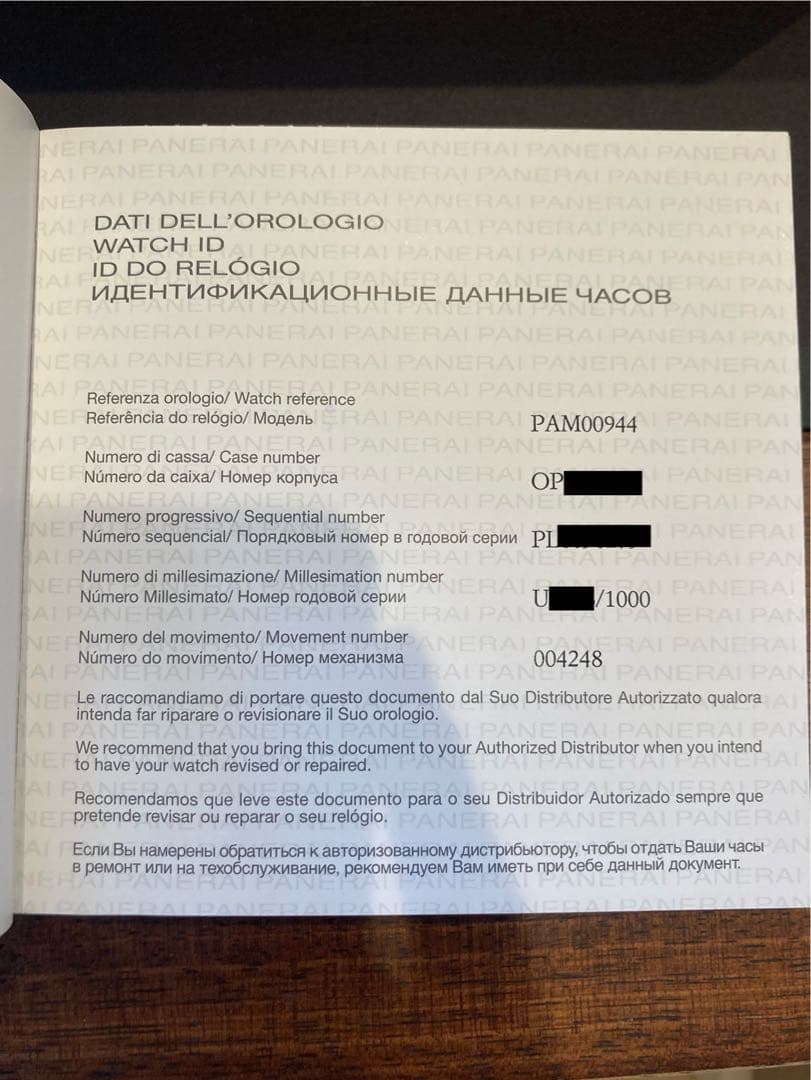 DATI DELL'OROLOGIO
WATCH ID
ID DO RELÓGIO
ИДЕНТИФИКАЦИОННЫЕ ДАННЫЕ ЧАСОВ
Referenza orologio/ Watch reference
Referência do relógio/ Модель
PAM00944
Numero di cassa/ Case number
Número da caixa/ Номер корпуса
OP
Numero progressivo/ Sequential number
Número sequencial/ Порядковый номер в годовой серии
PL
Numero di millesimazione/ Millesimation number
Número Millesimato/ Номер годовой серии
U /1000
Numero del movimento/ Movement number
Número do movimento/ Номер механизма
004248
Le raccomandiamo di portare questo documento dal Suo Distributore Autorizzato qualora
intenda far riparare o revisionare il Suo orologio.
We recommend that you bring this document to your Authorized Distributor when you intend
to have your watch revised or repaired.
Recomendamos que leve este documento para o seu Distribuidor Autorizado sempre que
pretende revisar ou reparar o seu relógio.
Если Вы намерены обратиться к авторизованному дистрибьютору, чтобы отдать Ваши часы
в ремонт или на техобслуживание, рекомендуем Вам иметь при себе данный документ.